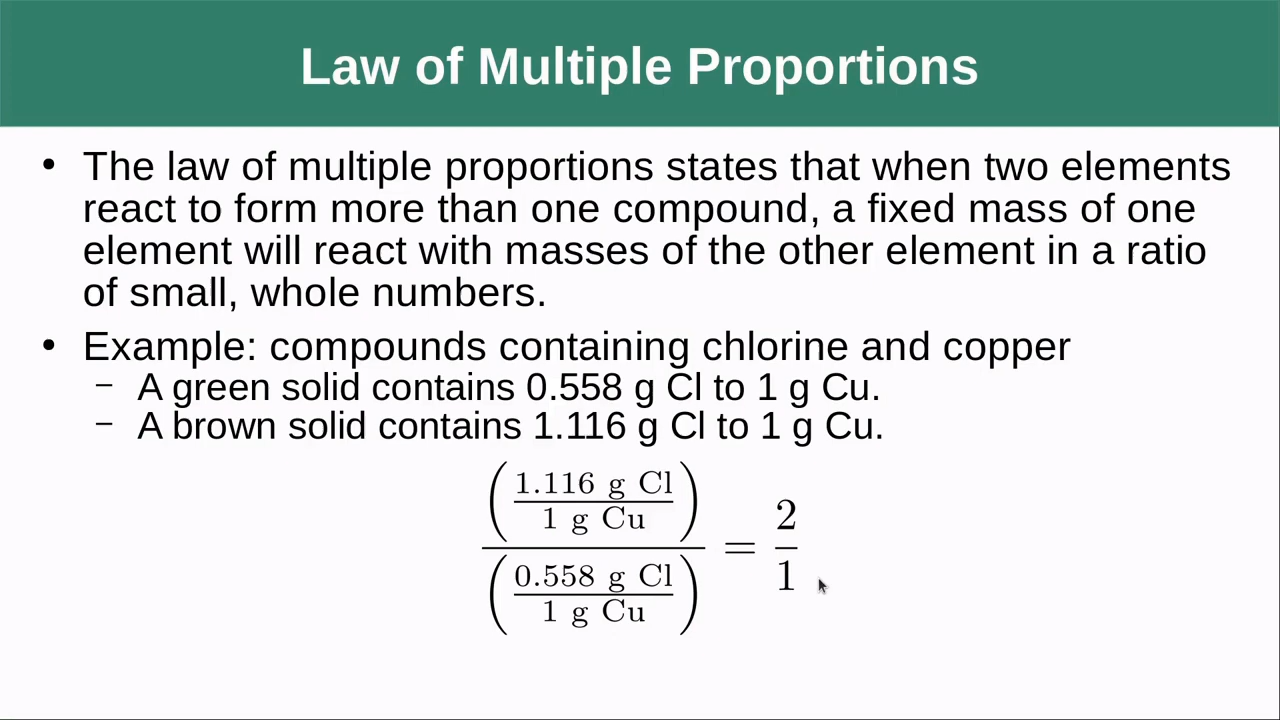 Law of Multiple Proportions
• The law of multiple proportions states that when two elements
react to form more than one compound, a fixed mass of one
element will react with masses of the other element in a ratio
of small, whole numbers.
• Example: compounds containing chlorine and copper
– A green solid contains 0.558 g Cl to 1 g Cu.
– A brown solid contains 1.116 g Cl to 1 g Cu.
(1.116 g Cl / 1 g Cu) / (0.558 g Cl / 1 g Cu) = 2/1